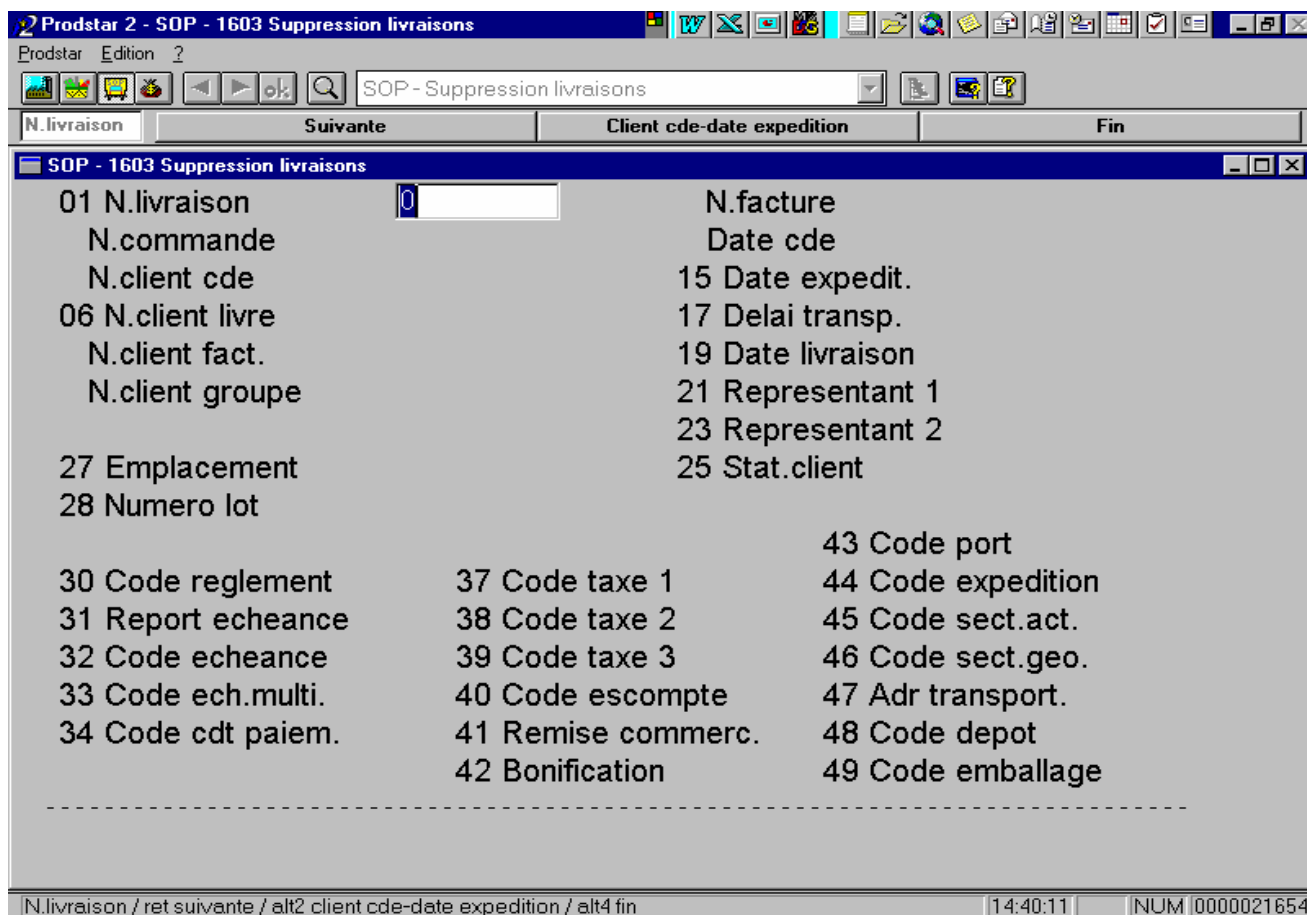 Prodstar 2 - SOP - 1603 Suppression livraisons
Prodstar Edition ?
ok SOP - Suppression livraisons
N.livraison Suivante Client cde-date expedition Fin
SOP - 1603 Suppression livraisons
01 N.livraison 0 N.facture
N.commande Date cde
N.client cde 15 Date expedit.
06 N.client livre 17 Delai transp.
N.client fact. 19 Date livraison
N.client groupe 21 Representant 1
23 Representant 2
27 Emplacement 25 Stat.client
28 Numero lot
43 Code port
30 Code reglement 37 Code taxe 1 44 Code expedition
31 Report echeance 38 Code taxe 2 45 Code sect.act.
32 Code echeance 39 Code taxe 3 46 Code sect.geo.
33 Code ech.multi. 40 Code escompte 47 Adr transport.
34 Code cdt paiem. 41 Remise commerc. 48 Code depot
42 Bonification 49 Code emballage
N.livraison / ret suivante / alt2 client cde-date expedition / alt4 fin 14:40:11 NUM 0000021654